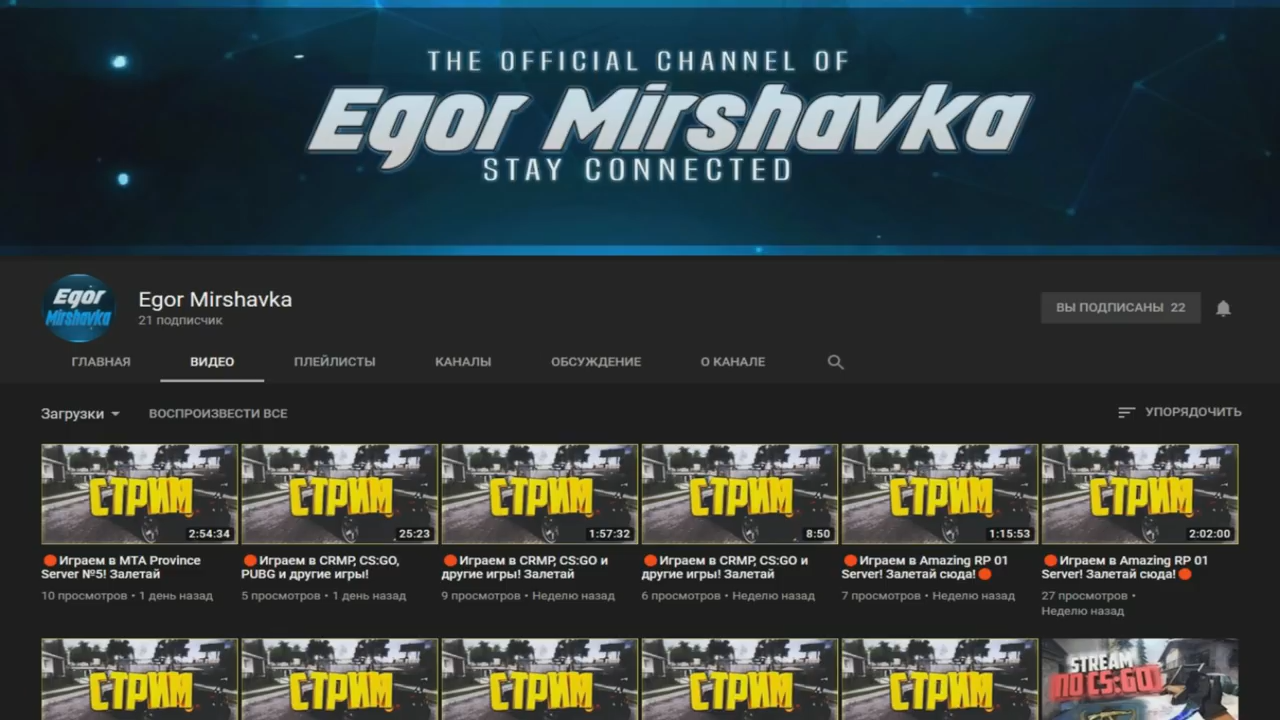 THE OFFICIAL CHANNEL OF
Egor Mirshavka
STAY CONNECTED
Egor
Mirshavka
Egor Mirshavka
21 подписчик
ВЫ ПОДПИСАНЫ 22
ГЛАВНАЯ ВИДЕО ПЛЕЙЛИСТЫ КАНАЛЫ ОБСУЖДЕНИЕ О КАНАЛЕ
Загрузки ВОСПРОИЗВЕСТИ ВСЕ УПОРЯДОЧИТЬ
СТРИМ СТРИМ СТРИМ СТРИМ СТРИМ СТРИМ
2:54:34 25:23 1:57:32 8:50 1:15:53 2:02:00
🔴Играем в МТА Province
Server №5! Залетай
10 просмотров • 1 день назад
🔴Играем в CRMP, CS:GO,
PUBG и другие игры!
5 просмотров • 1 день назад
🔴Играем в CRMP, CS:GO и
другие игры! Залетай
9 просмотров • Неделю назад
🔴Играем в CRMP, CS:GO и
другие игры! Залетай
6 просмотров • Неделю назад
🔴Играем в Amazing RP 01
Server! Залетай сюда!🔴
7 просмотров • Неделю назад
🔴Играем в Amazing RP 01
Server! Залетай сюда!🔴
27 просмотров •
Неделю назад
СТРИМ СТРИМ СТРИМ СТРИМ СТРИМ
STREAM
ПО CS:GO